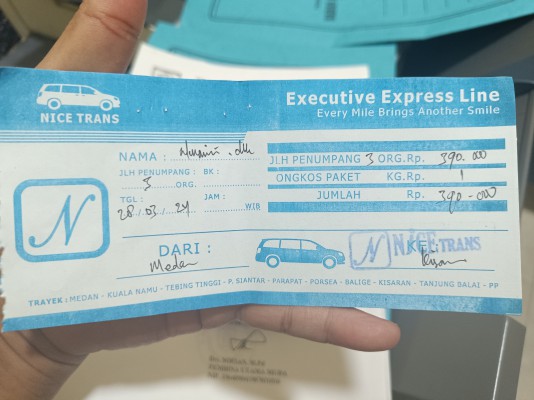 NICE TRANS
Executive Express Line
Every Mile Brings Another Smile
NAMA : Nuraini . dkk
JLH PENUMPANG : BK :
3 ORG.
TGL : JAM :
28/03/24 WIB
JLH PENUMPANG 3 ORG.Rp. 390.000
ONGKOS PAKET KG.Rp.
JUMLAH Rp. 390-000
N
DARI :
Medan
KE :
Kisaran
N NICE TRANS
TRAYEK : MEDAN - KUALA NAMU - TEBING TINGGI - P. SIANTAR - PARAPAT - PORSEA - BALIGE - KISARAN - TANJUNG BALAI - PP